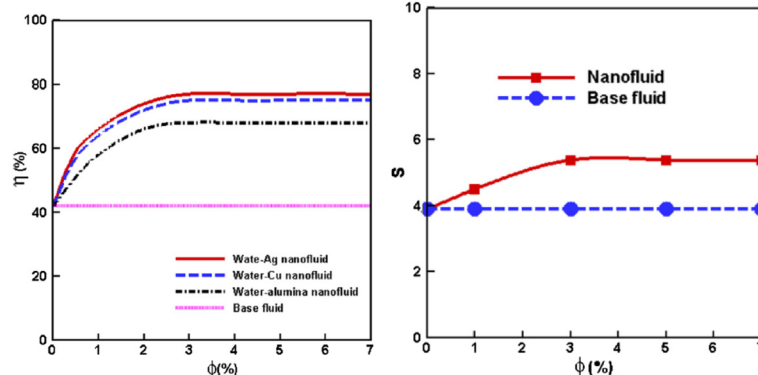 100
80
60
40
20
0
η (%)
0 1 2 3 4 5 6 7
ϕ(%)
Wate-Ag nanofluid
Water-Cu nanofluid
Water-alumina nanofluid
Base fluid
10
8
6
4
2
0
S
0 1 2 3 4 5 6 7
ϕ(%)
Nanofluid
Base fluid